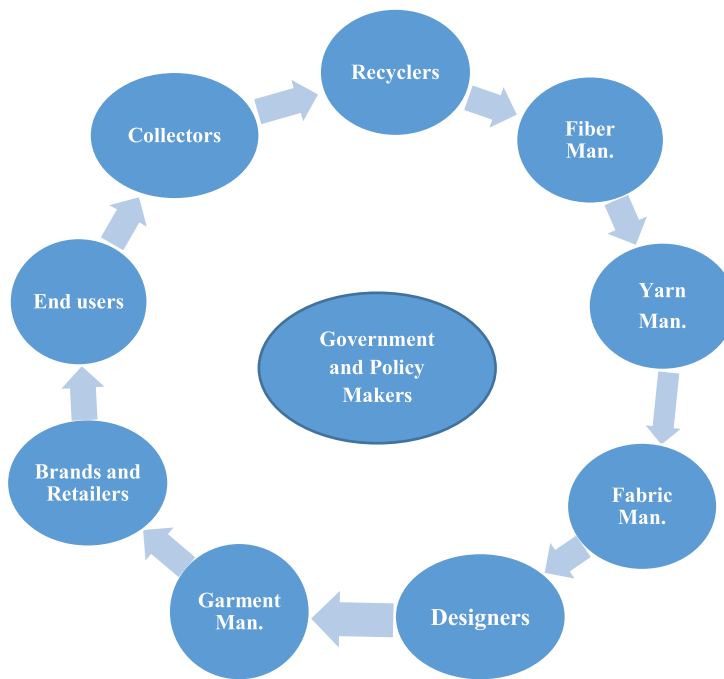 Recyclers
Fiber
Man.
Yarn
Man.
Fabric
Man.
Designers
Garment
Man.
Brands and
Retailers
End users
Collectors
Government
and Policy
Makers